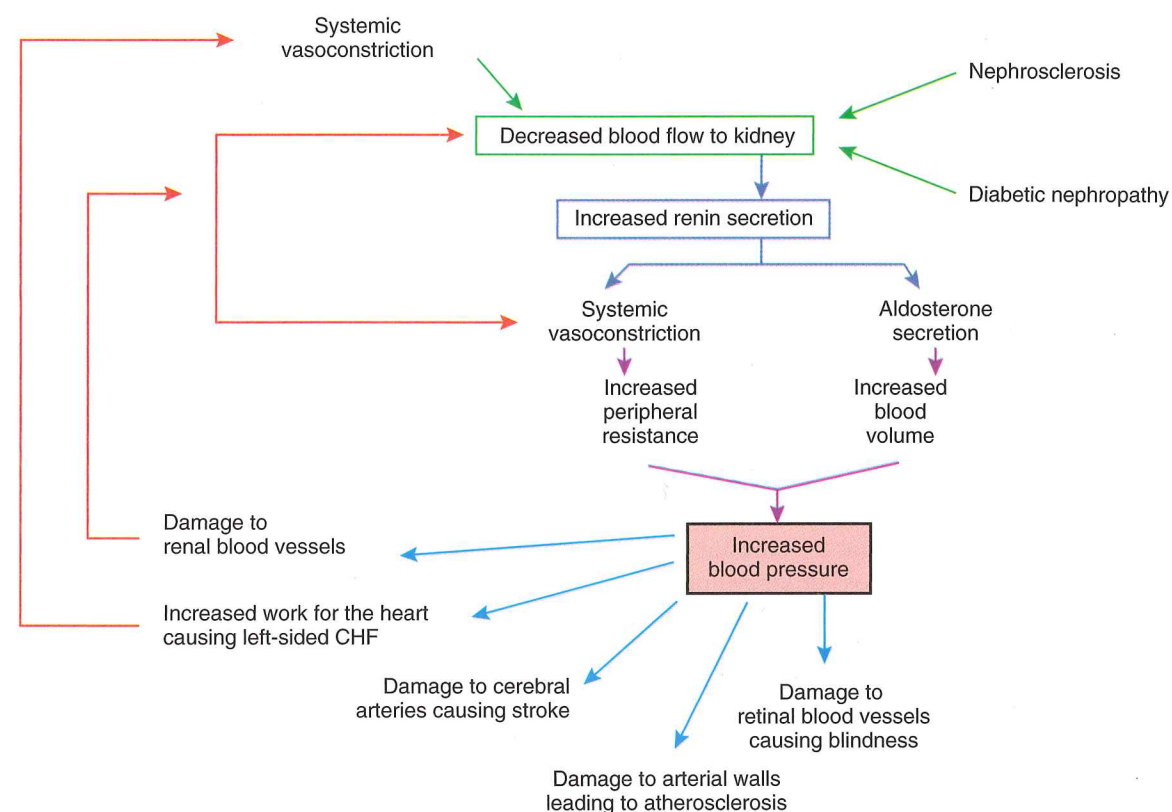 Systemic
vasoconstriction
Nephrosclerosis
Decreased blood flow to kidney
Diabetic nephropathy
Increased renin secretion
Systemic
vasoconstriction
Aldosterone
secretion
Increased
peripheral
resistance
Increased
blood
volume
Damage to
renal blood vessels
Increased
blood pressure
Increased work for the heart
causing left-sided CHF
Damage to cerebral
arteries causing stroke
Damage to
retinal blood vessels
causing blindness
Damage to arterial walls
leading to atherosclerosis